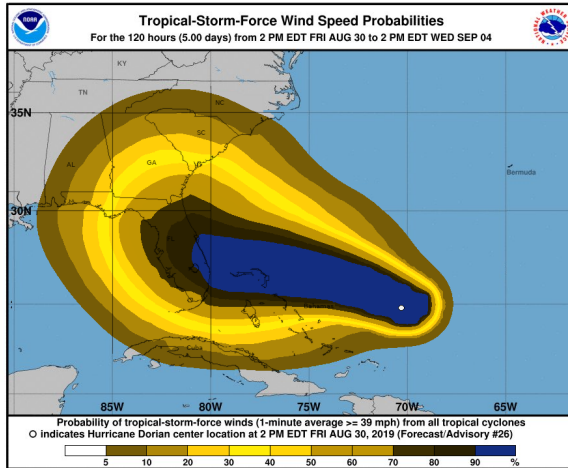 Tropical-Storm-Force Wind Speed Probabilities
For the 120 hours (5.00 days) from 2 PM EDT FRI AUG 30 to 2 PM EDT WED SEP 04
NOAA
KY
TN
NC
35N
SC
AL
GA
Bermuda
30N
FL
Bahamas
Cuba
85W 80W 75W 70W 65W
Probability of tropical-storm-force winds (1-minute average >= 39 mph) from all tropical cyclones
O indicates Hurricane Dorian center location at 2 PM EDT FRI AUG 30, 2019 (Forecast/Advisory #26)
5 10 20 30 40 50 60 70 80 90 %